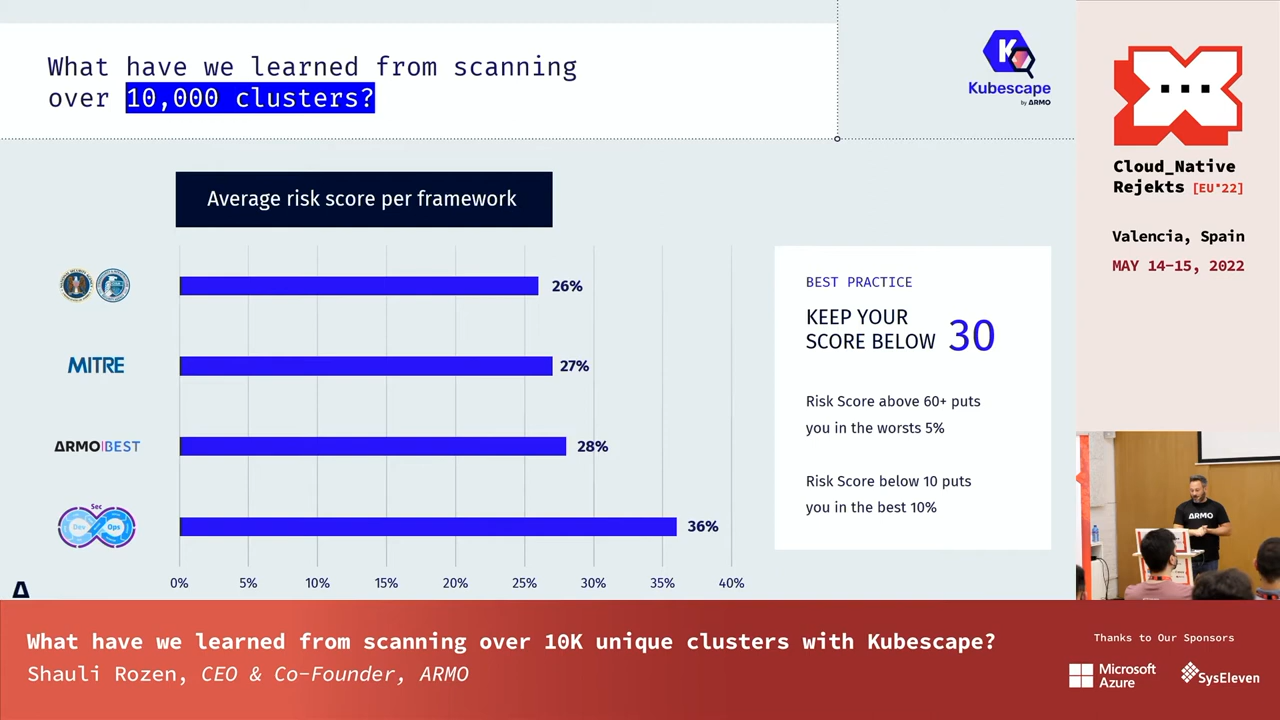 What have we learned from scanning
over 10,000 clusters?
Kubescape
by ARMO
Average risk score per framework
26%
MITRE
27%
ARMO|BEST
28%
Sec
Dev
Ops
36%
0% 5% 10% 15% 20% 25% 30% 35% 40%
BEST PRACTICE
KEEP YOUR
SCORE BELOW 30
Risk Score above 60+ puts
you in the worsts 5%
Risk Score below 10 puts
you in the best 10%
Cloud_Native
Rejekts [EU*22]
Valencia, Spain
MAY 14-15, 2022
ARMO
What have we learned from scanning over 10K unique clusters with Kubescape?
Shauli Rozen, CEO & Co-Founder, ARMO
Thanks to Our Sponsors
Microsoft
Azure
SysEleven